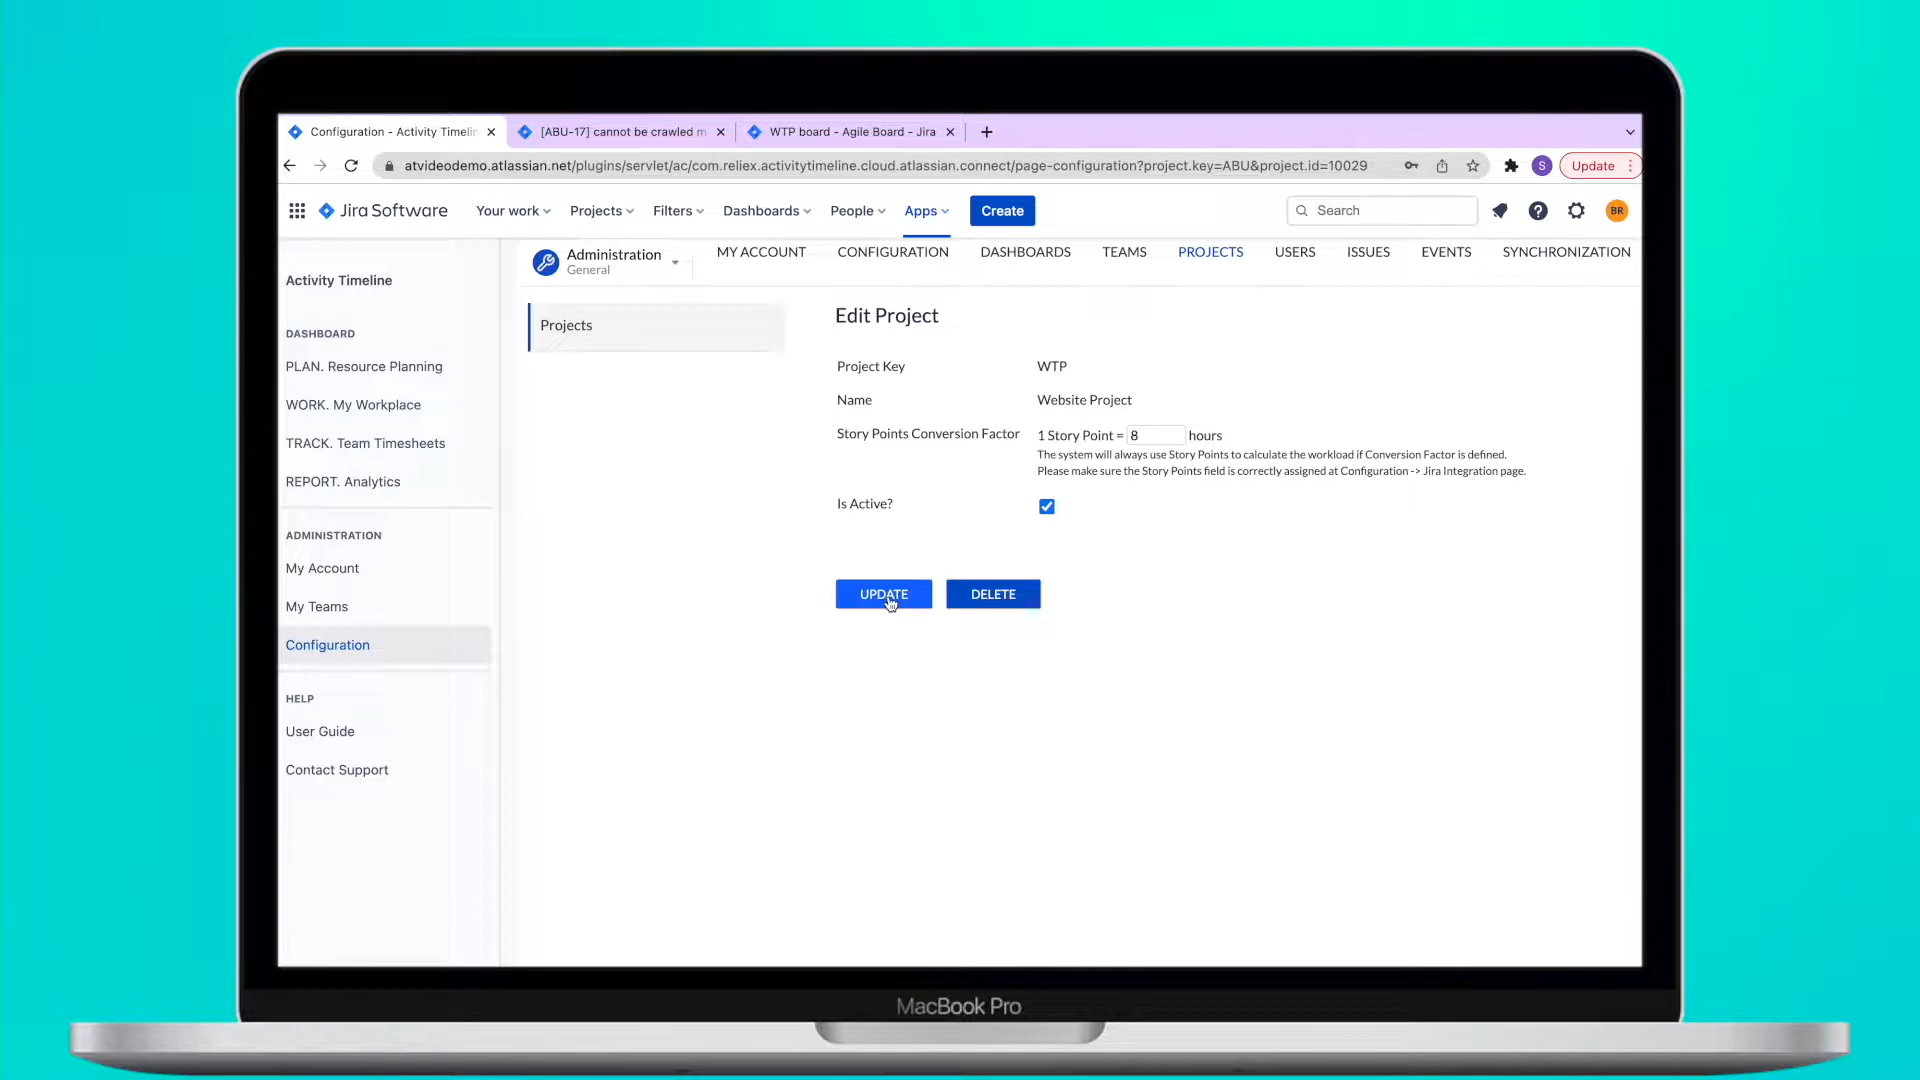 Configuration - Activity Timelin
[ABU-17] cannot be crawled m
WTP board - Agile Board - Jira
atvideodemo.atlassian.net/plugins/servlet/ac/com.reliex.activitytimeline.cloud.atlassian.connect/page-configuration?project.key=ABU&project.id=10029
S
Update
Jira Software
Your work
Projects
Filters
Dashboards
People
Apps
Create
Search
BR
Activity Timeline
DASHBOARD
PLAN. Resource Planning
WORK. My Workplace
TRACK. Team Timesheets
REPORT. Analytics
ADMINISTRATION
My Account
My Teams
Configuration
HELP
User Guide
Contact Support
Administration
General
MY ACCOUNT
CONFIGURATION
DASHBOARDS
TEAMS
PROJECTS
USERS
ISSUES
EVENTS
SYNCHRONIZATION
Projects
Edit Project
Project Key WTP
Name Website Project
Story Points Conversion Factor 1 Story Point = 8 hours
The system will always use Story Points to calculate the workload if Conversion Factor is defined.
Please make sure the Story Points field is correctly assigned at Configuration -> Jira Integration page.
Is Active?
UPDATE
DELETE
MacBook Pro